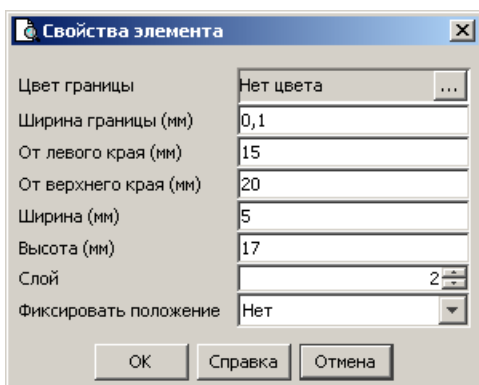 Свойства элемента
Цвет границы Нет цвета ...
Ширина границы (мм) 0,1
От левого края (мм) 15
От верхнего края (мм) 20
Ширина (мм) 5
Высота (мм) 17
Слой 2
Фиксировать положение Нет
OK Справка Отмена